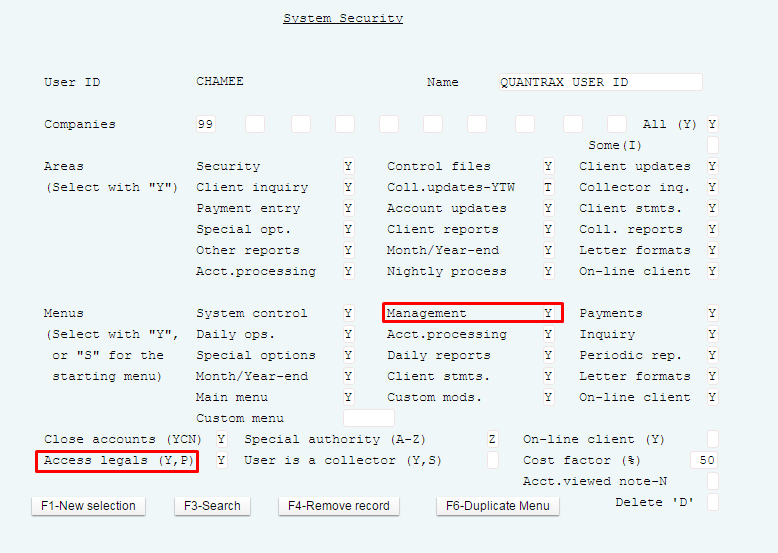 System Security
User ID CHAMEE Name QUANTRAX USER ID
Companies 99 All (Y) Y
Some(I)
Areas Security Y Control files Y Client updates Y
(Select with "Y") Client inquiry Y Coll.updates-YTW T Collector inq. Y
Payment entry Y Account updates Y Client stmts. Y
Special opt. Y Client reports Y Coll. reports Y
Other reports Y Month/Year-end Y Letter formats Y
Acct.processing Y Nightly process Y On-line client Y
Menus System control Y Management Y Payments Y
(Select with "Y", Daily ops. Y Acct.processing Y Inquiry Y
or "S" for the Special options Y Daily reports Y Periodic rep. Y
starting menu) Month/Year-end Y Client stmts. Y Letter formats Y
Main menu Y Custom mods. Y On-line client Y
Custom menu
Close accounts (YCN) Y Special authority (A-Z) Z On-line client (Y)
Access legals (Y,P) Y User is a collector (Y,S) Cost factor (%) 50
Acct.viewed note-N
Delete 'D'
F1-New selection F3-Search F4-Remove record F6-Duplicate Menu